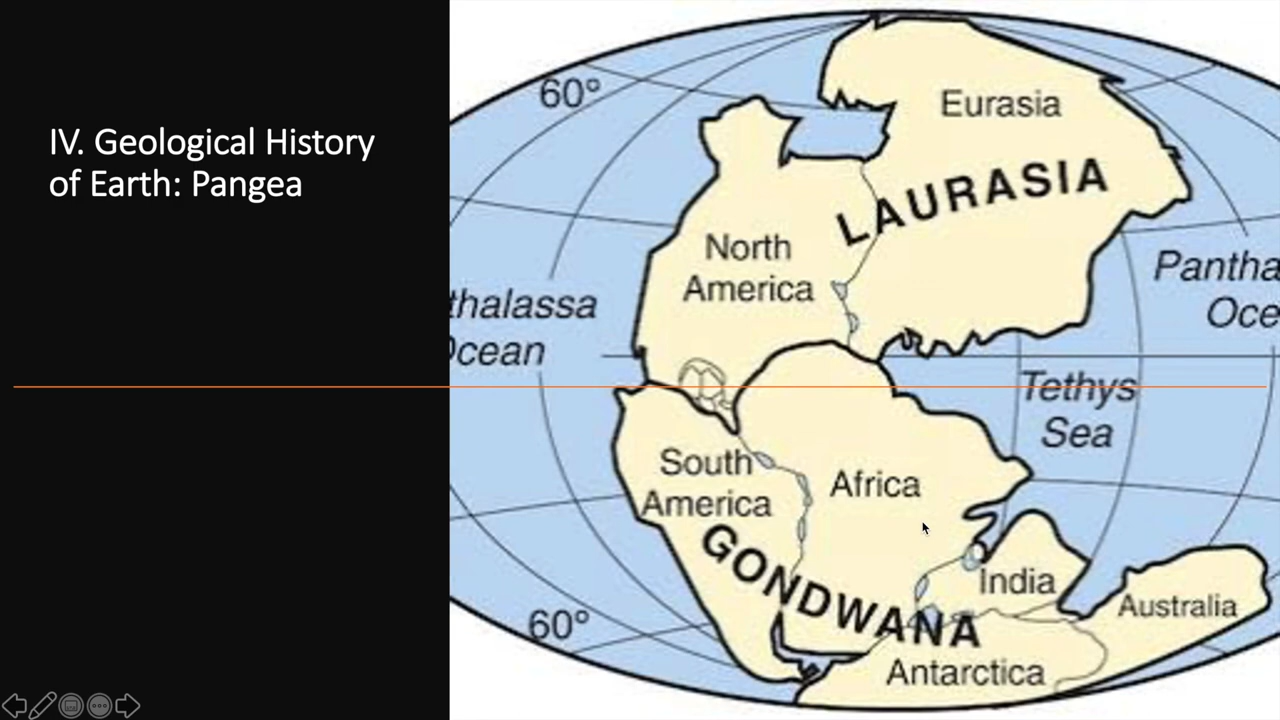 IV. Geological History
of Earth: Pangea
60°
Eurasia
LAURASIA
North
America
thalassa
Ocean
Pantha
Oce
Tethys
Sea
South
America
Africa
GONDWANA
India
Australia
60°
Antarctica